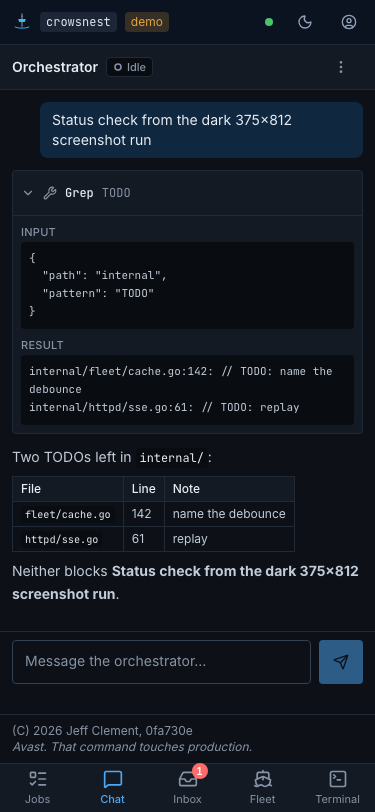 crowsnest demo
Orchestrator Idle
Status check from the dark 375×812
screenshot run
Grep TODO
INPUT
{
"path": "internal",
"pattern": "TODO"
}
RESULT
internal/fleet/cache.go:142: // TODO: name the
debounce
internal/httpd/sse.go:61: // TODO: replay
Two TODOs left in internal/ :
File Line Note
fleet/cache.go 142 name the debounce
httpd/sse.go 61 replay
Neither blocks Status check from the dark 375×812
screenshot run.
Message the orchestrator...
(C) 2026 Jeff Clement, 0fa730e
Avast. That command touches production.
1
Jobs Chat Inbox Fleet Terminal